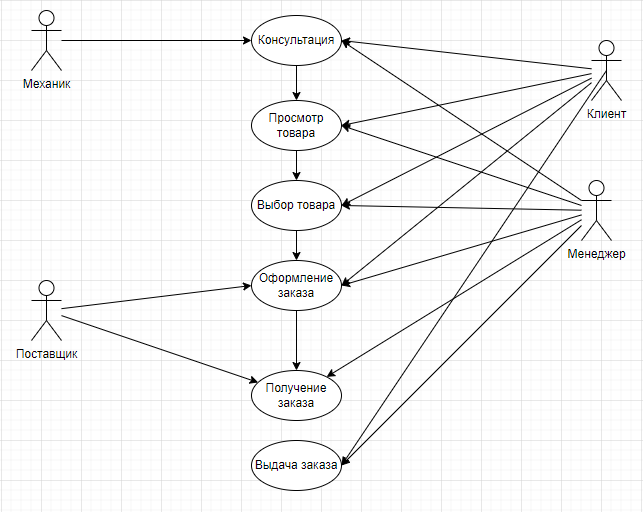 Консультация
Механик
Клиент
Просмотр
товара
Выбор товара
Менеджер
Оформление
заказа
Поставщик
Получение
заказа
Выдача заказа